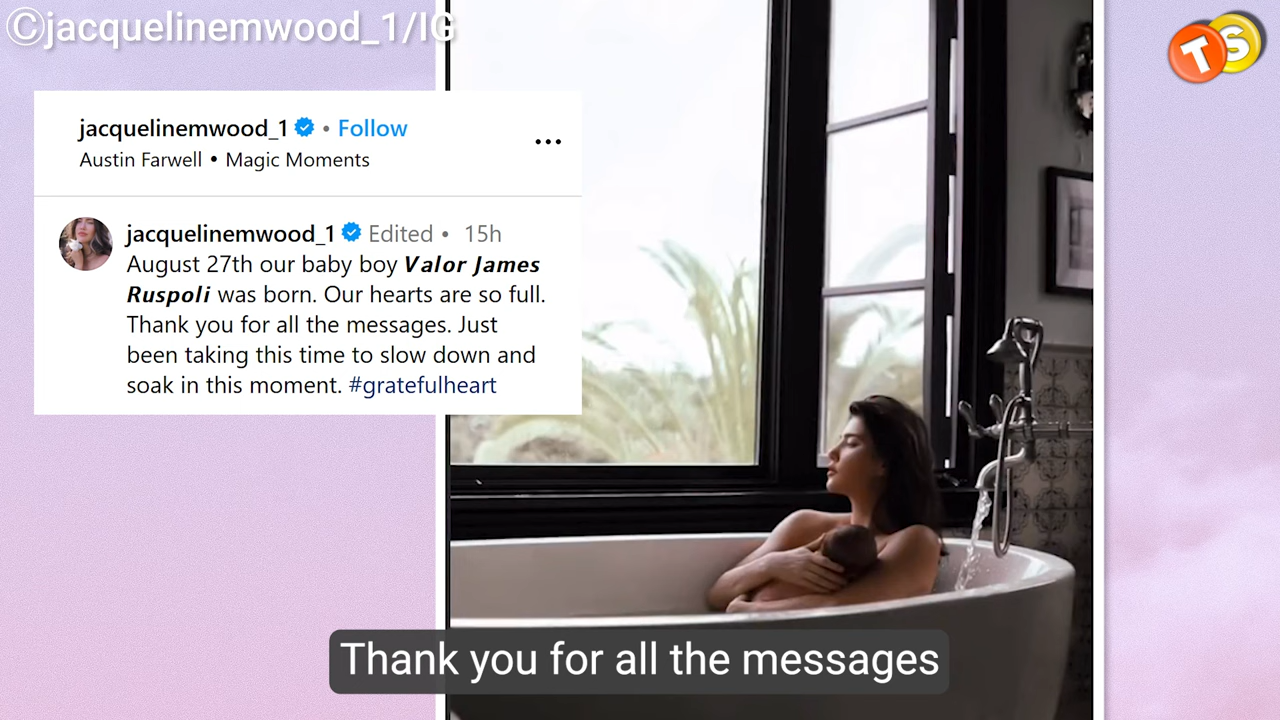 ©jacquelinemwood_1/IG
TS
jacquelinemwood_1 • Follow
Austin Farwell • Magic Moments
jacquelinemwood_1 Edited • 15h
August 27th our baby boy Valor James
Ruspoli was born. Our hearts are so full.
Thank you for all the messages. Just
been taking this time to slow down and
soak in this moment. #gratefulheart
Thank you for all the messages